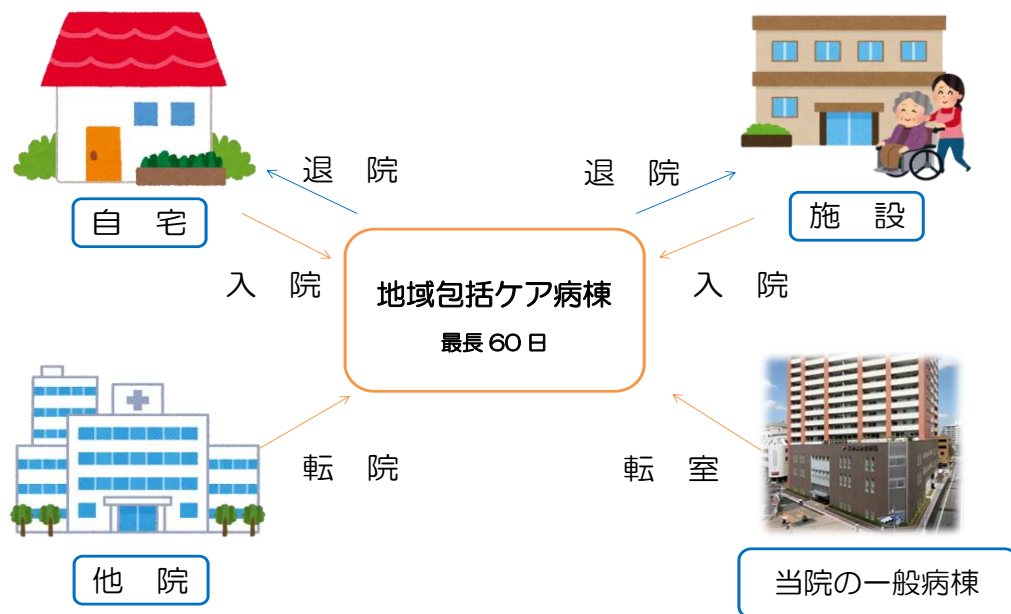 退 院
退 院
自 宅
施 設
入 院
地域包括ケア病棟
入 院
最長 60 日
転 院
転 室
他 院
当院の一般病棟